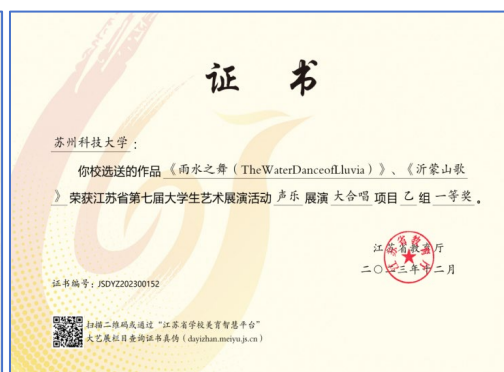 证 书
苏州科技大学：
你校选送的作品《雨水之舞（TheWaterDanceofLluvia）》、《沂蒙山歌
》荣获江苏省第七届大学生艺术展演活动 声乐 展演 大合唱 项目 乙 组 一等奖 。
江苏省教育厅
二〇二三年十二月
证书编号：JSDYZ202300152
扫描二维码或通过“江苏省学校美育智慧平台”
大艺展栏目查询证书真伪（dayizhan.meiyu.js.cn）